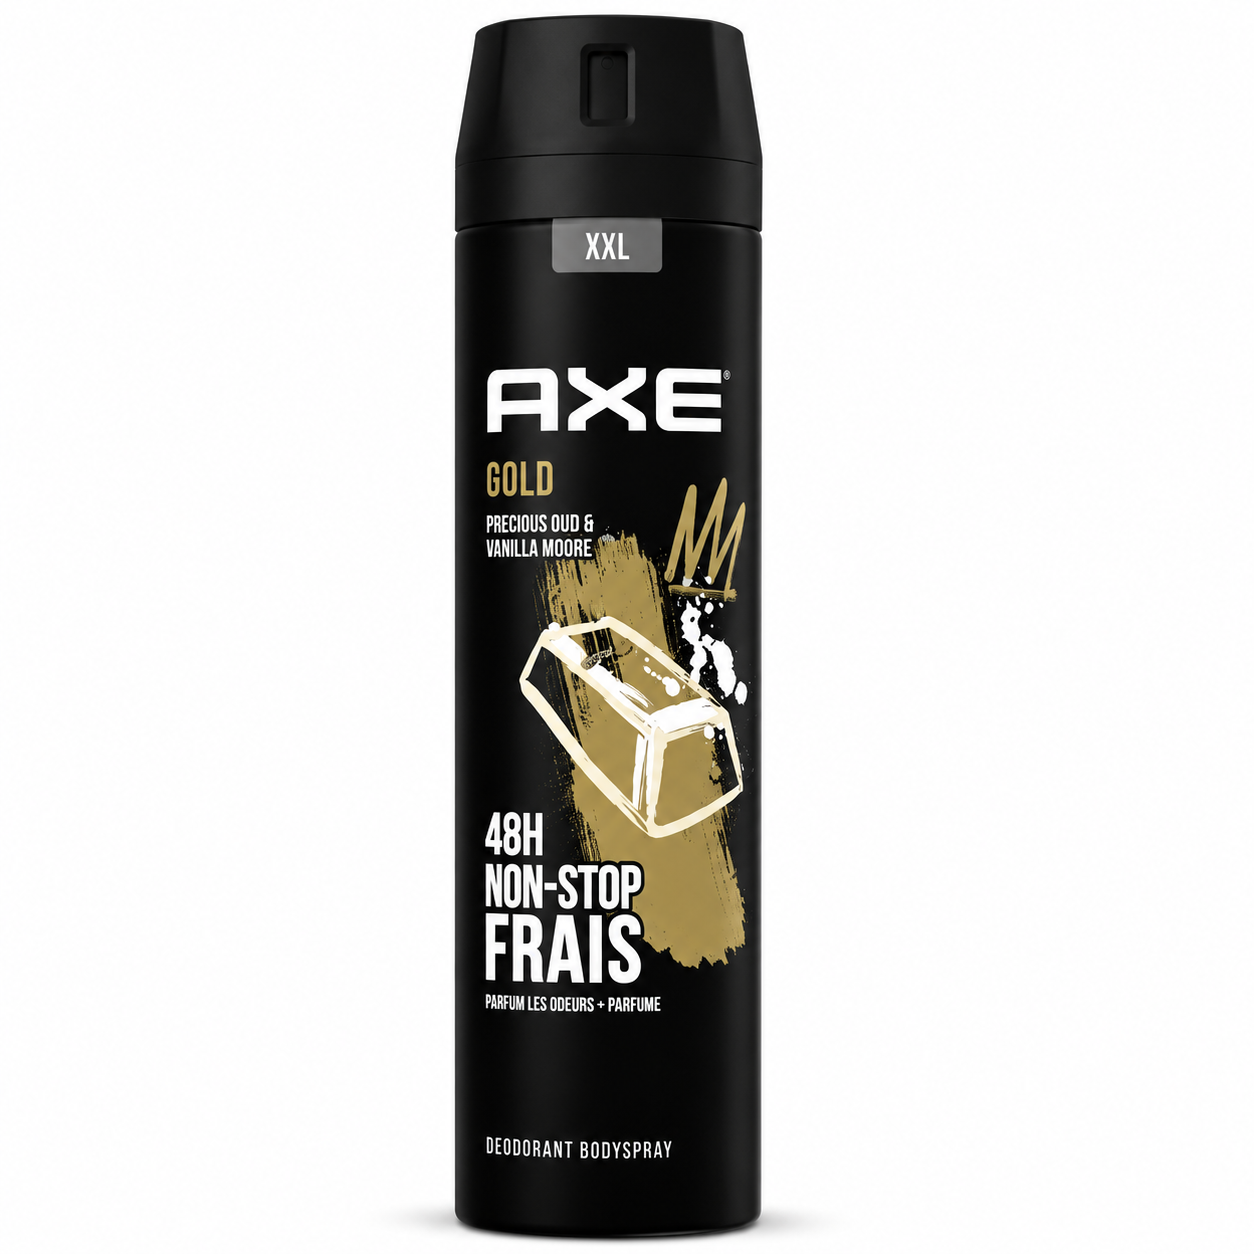 XXL
AXE®
GOLD
PRECIOUS OUD &
VANILLA MOORE
48H
NON-STOP
FRAIS
PARFUM LES ODEURS + PARFUME
DEODORANT BODYSPRAY